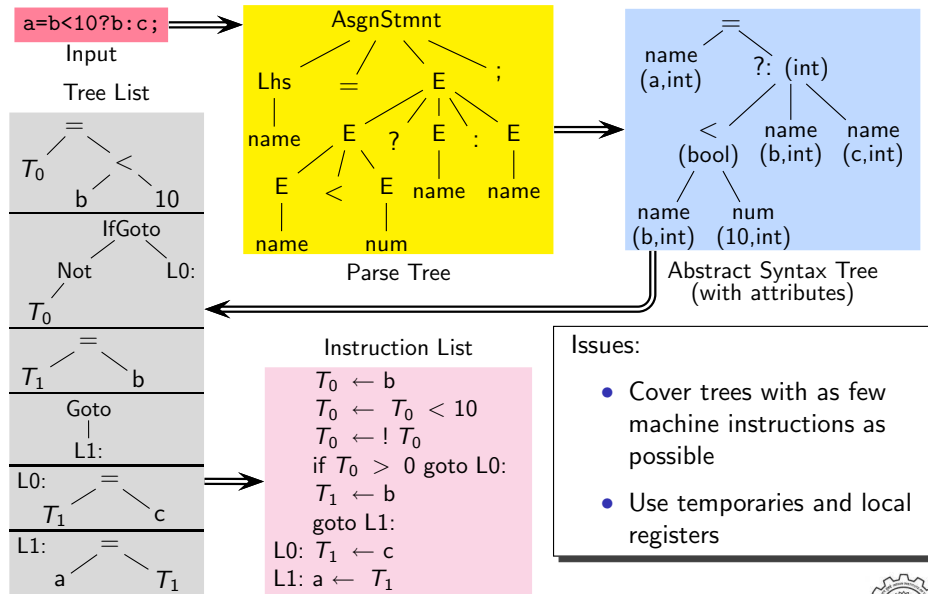 a=b<10?b:c;
Input
AsgnStmnt
Lhs = E ;
name E ? E : E
E < E name name
name num
Parse Tree
=
name ?: (int)
(a,int)
< name name
(bool) (b,int) (c,int)
name num
(b,int) (10,int)
Abstract Syntax Tree
(with attributes)
Tree List
=
T0 <
b 10
IfGoto
Not L0:
T0
=
T1 b
Goto
L1:
L0: =
T1 c
L1: =
a T1
Instruction List
T0 ← b
T0 ← T0 < 10
T0 ← ! T0
if T0 > 0 goto L0:
T1 ← b
goto L1:
L0: T1 ← c
L1: a ← T1
Issues:
• Cover trees with as few
machine instructions as
possible
• Use temporaries and local
registers